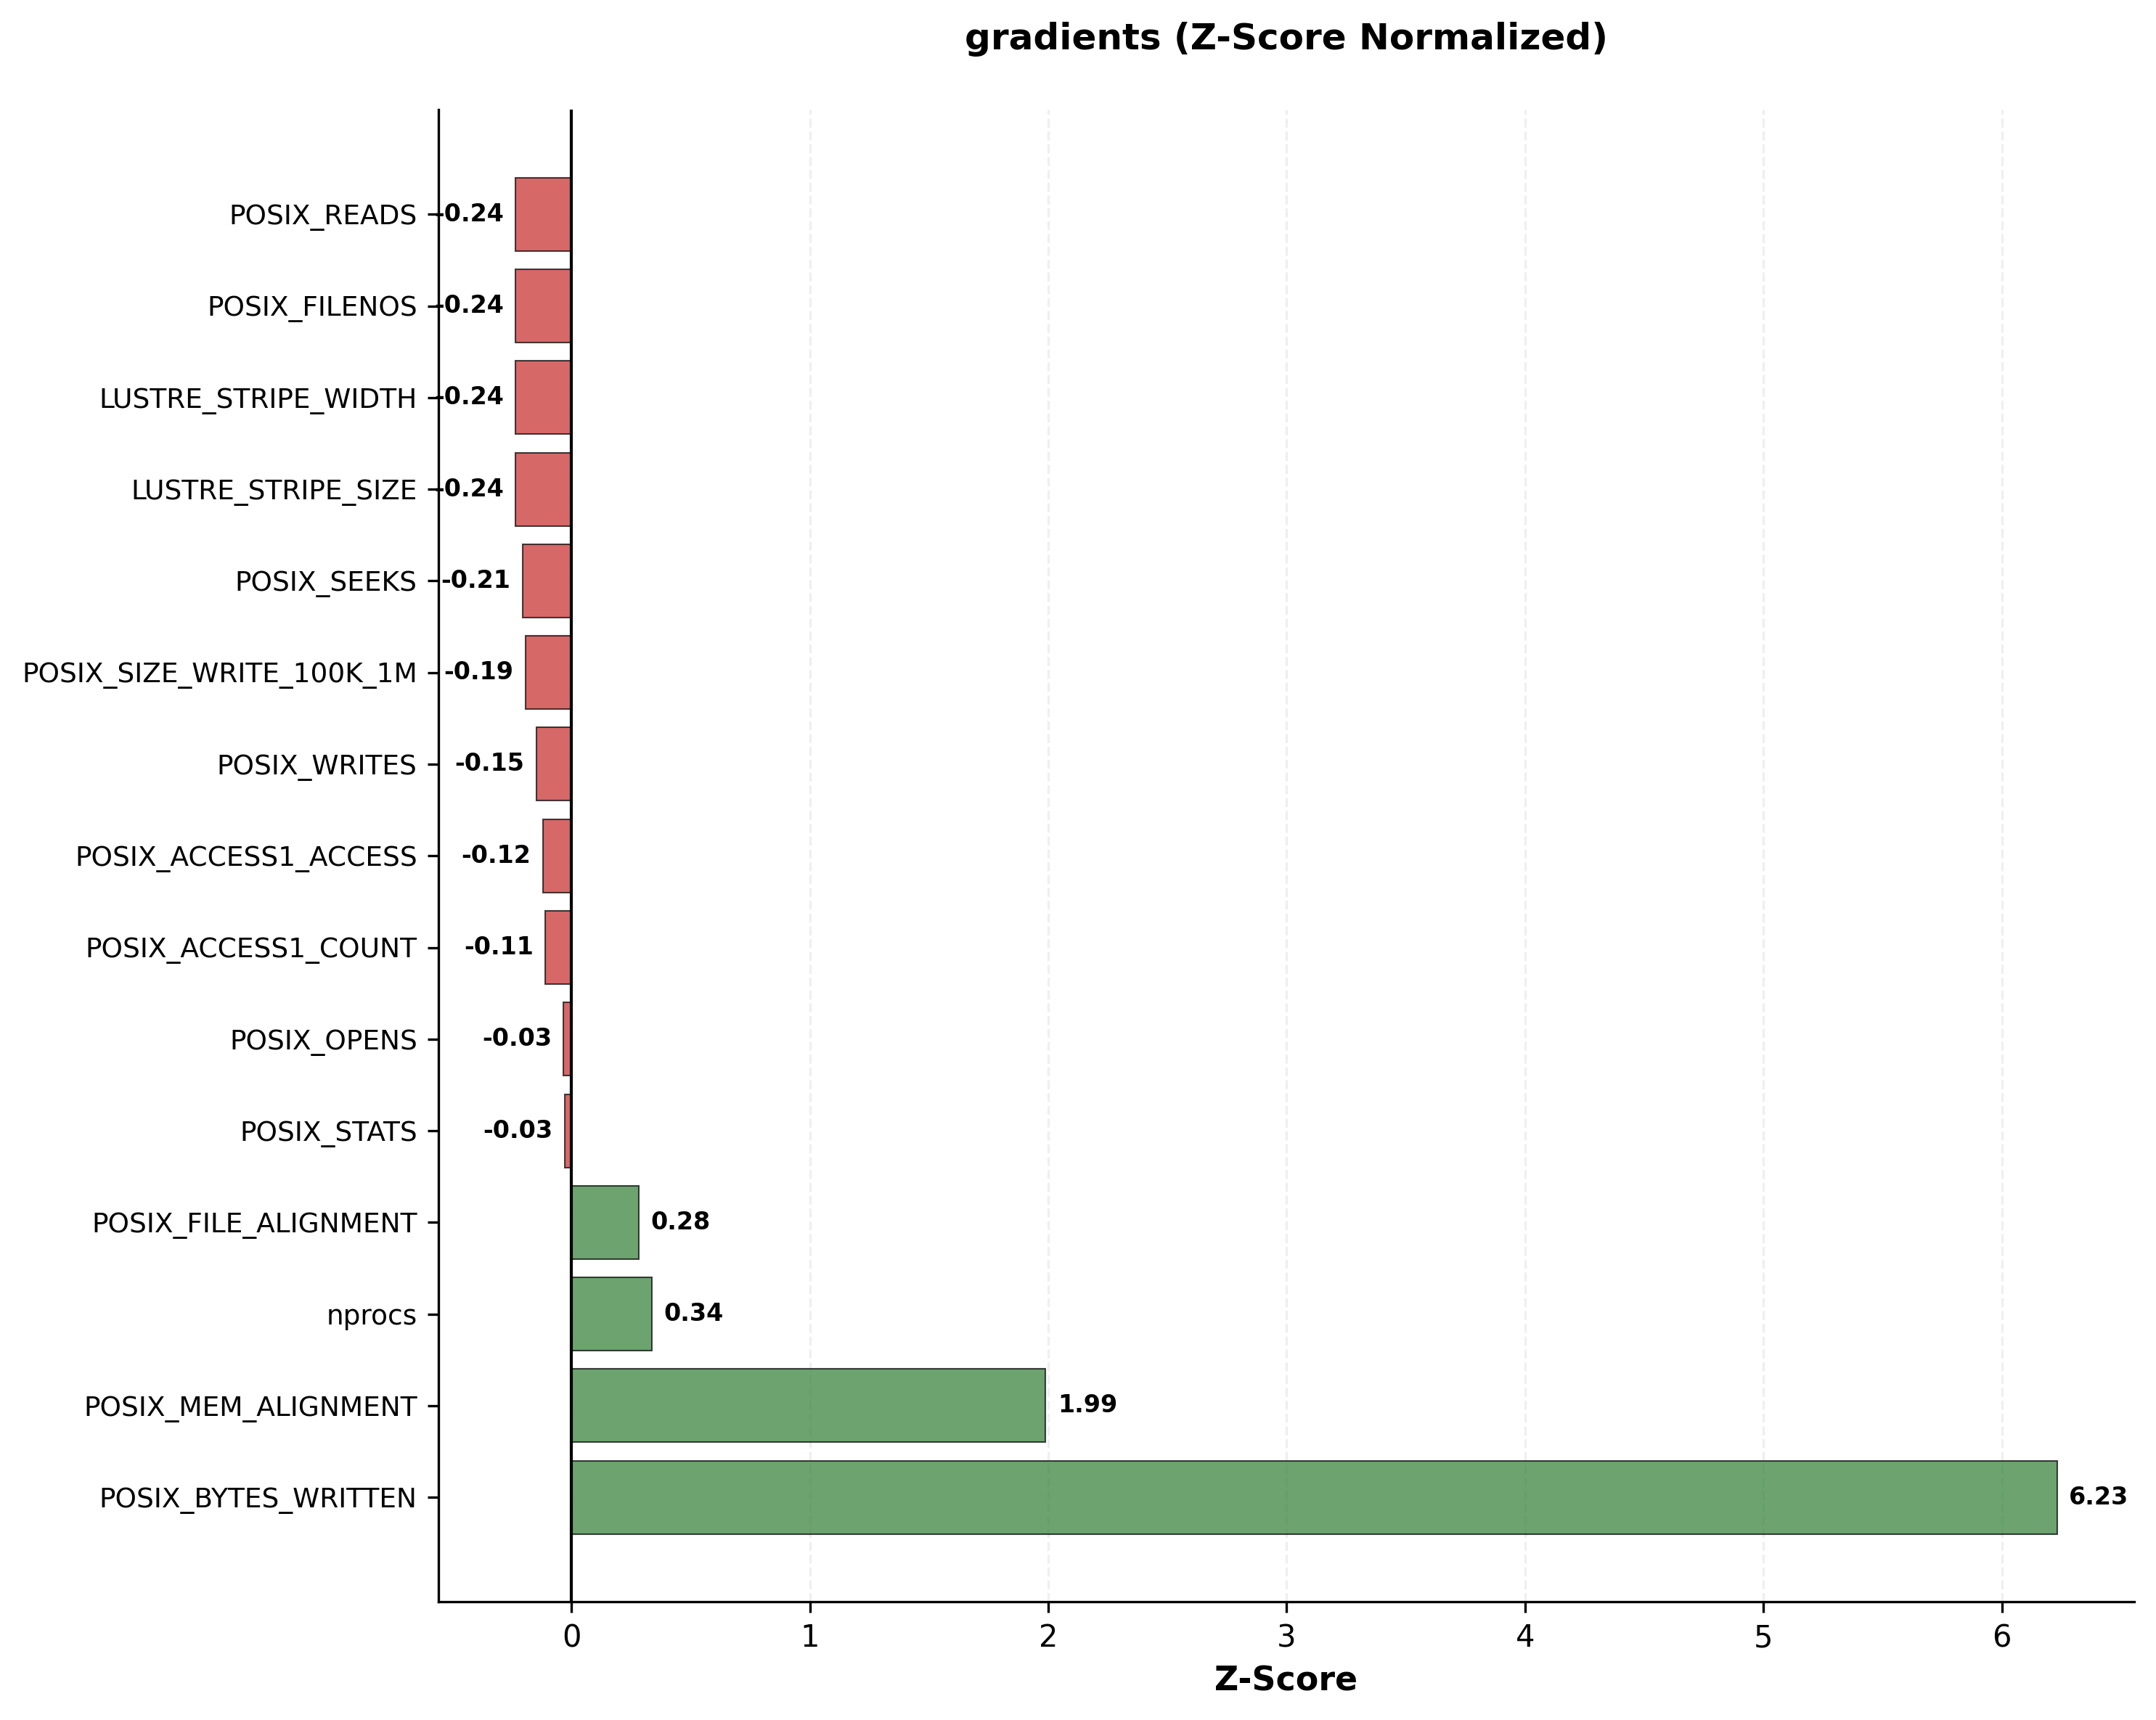 gradients (Z-Score Normalized)
POSIX_READS -0.24
POSIX_FILENOS -0.24
LUSTRE_STRIPE_WIDTH -0.24
LUSTRE_STRIPE_SIZE -0.24
POSIX_SEEKS -0.21
POSIX_SIZE_WRITE_100K_1M -0.19
POSIX_WRITES -0.15
POSIX_ACCESS1_ACCESS -0.12
POSIX_ACCESS1_COUNT -0.11
POSIX_OPENS -0.03
POSIX_STATS -0.03
POSIX_FILE_ALIGNMENT 0.28
nprocs 0.34
POSIX_MEM_ALIGNMENT 1.99
POSIX_BYTES_WRITTEN 6.23
0 1 2 3 4 5 6
Z-Score